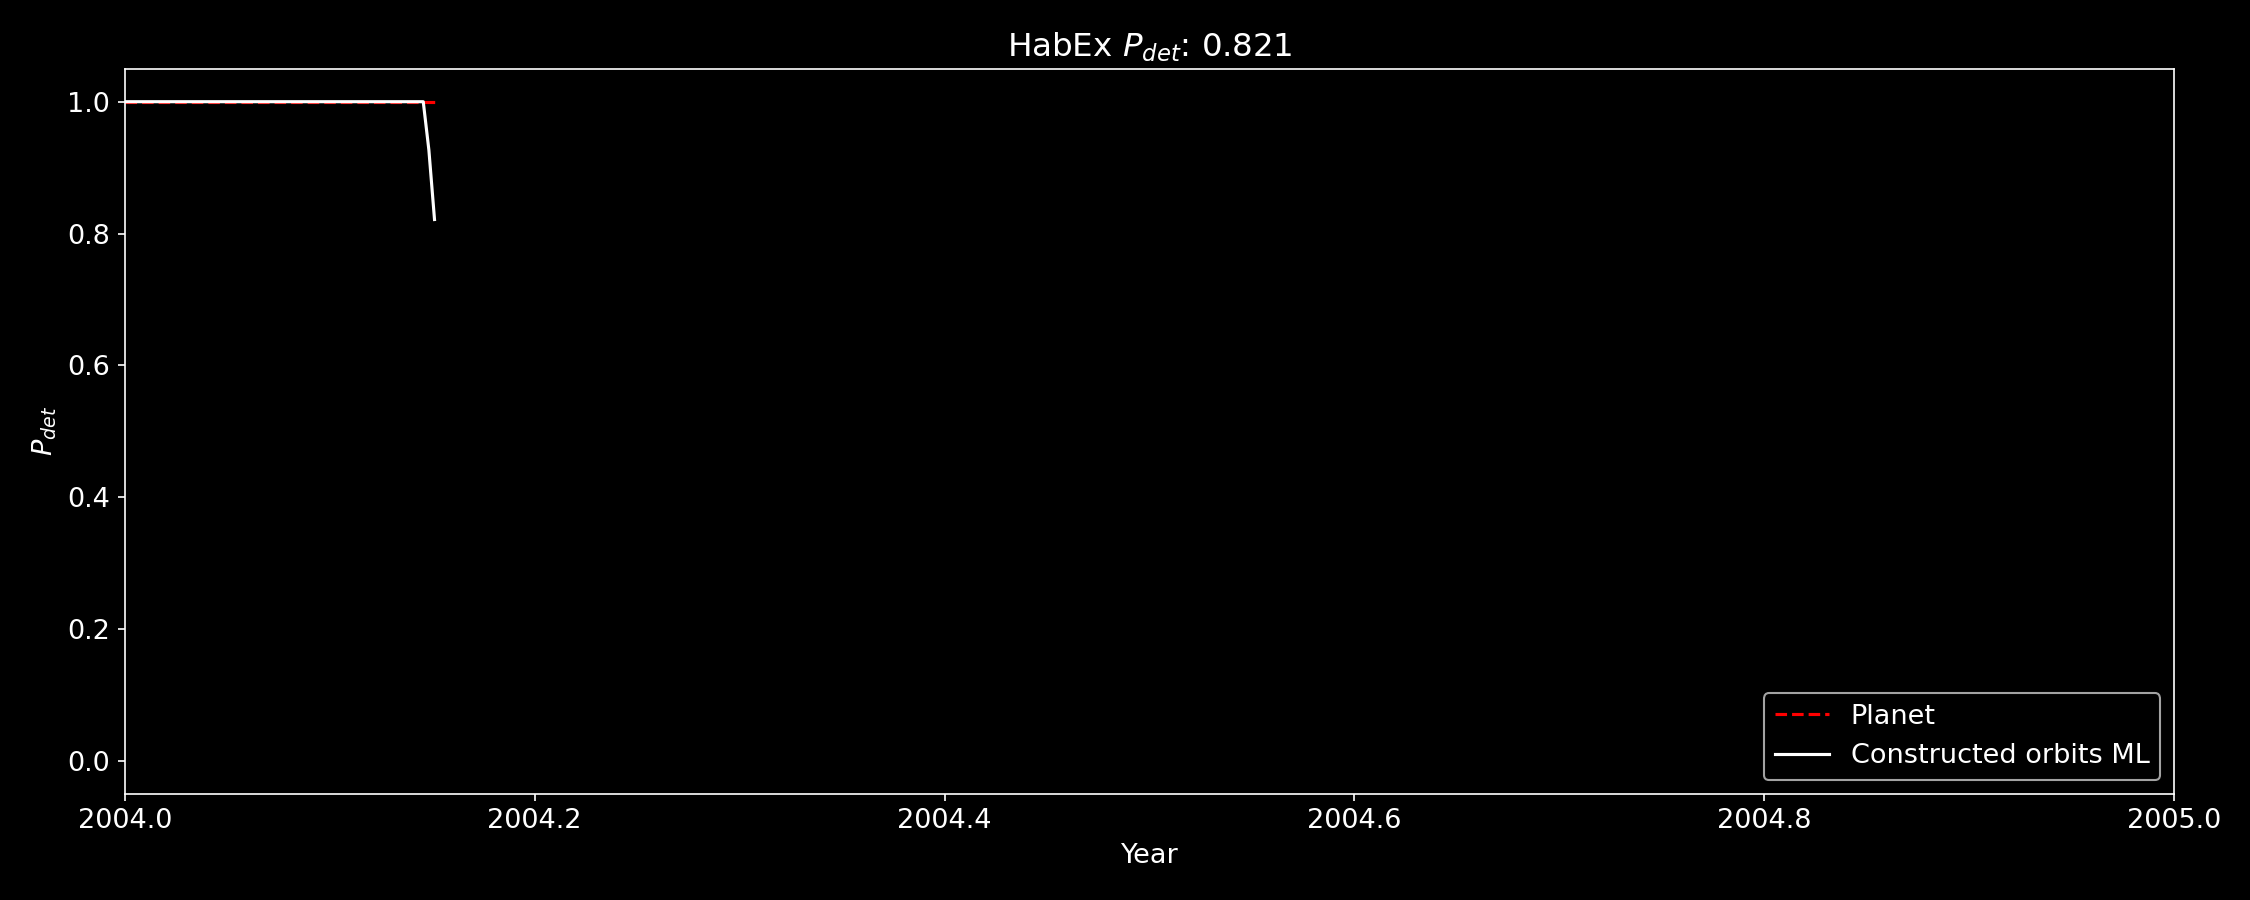 HabEx P_det: 0.821
1.0
0.8
0.6
0.4
0.2
0.0
P_det
Planet
Constructed orbits ML
2004.0 2004.2 2004.4 2004.6 2004.8 2005.0
Year